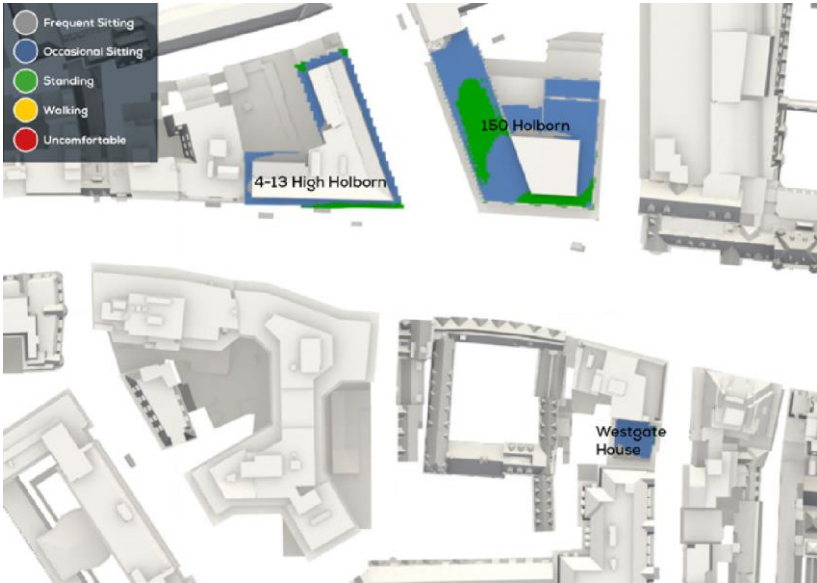 Frequent Sitting
Occasional Sitting
Standing
Walking
Uncomfortable
150 Holborn
4-13 High Holborn
Westgate
House